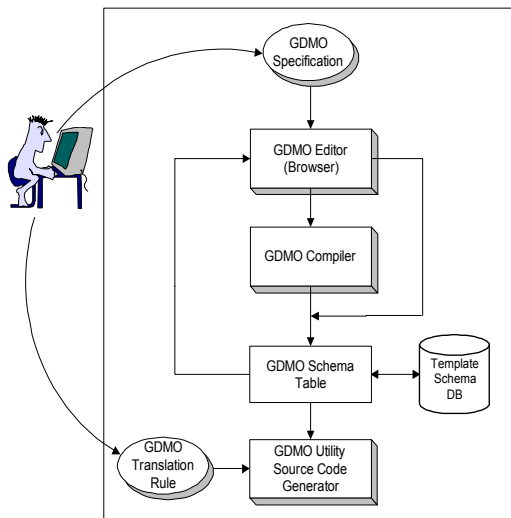 GDMO
Specification
GDMO Editor
(Browser)
GDMO Compiler
GDMO Schema
Table
Template
Schema
DB
GDMO
Translation
Rule
GDMO Utility
Source Code
Generator